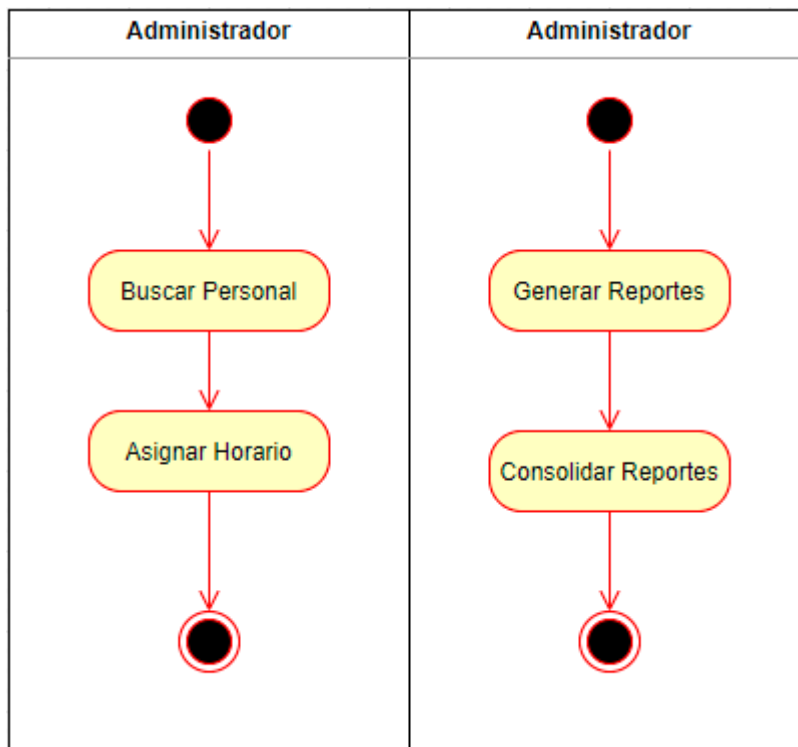 Administrador
Administrador
Buscar Personal
Generar Reportes
Asignar Horario
Consolidar Reportes